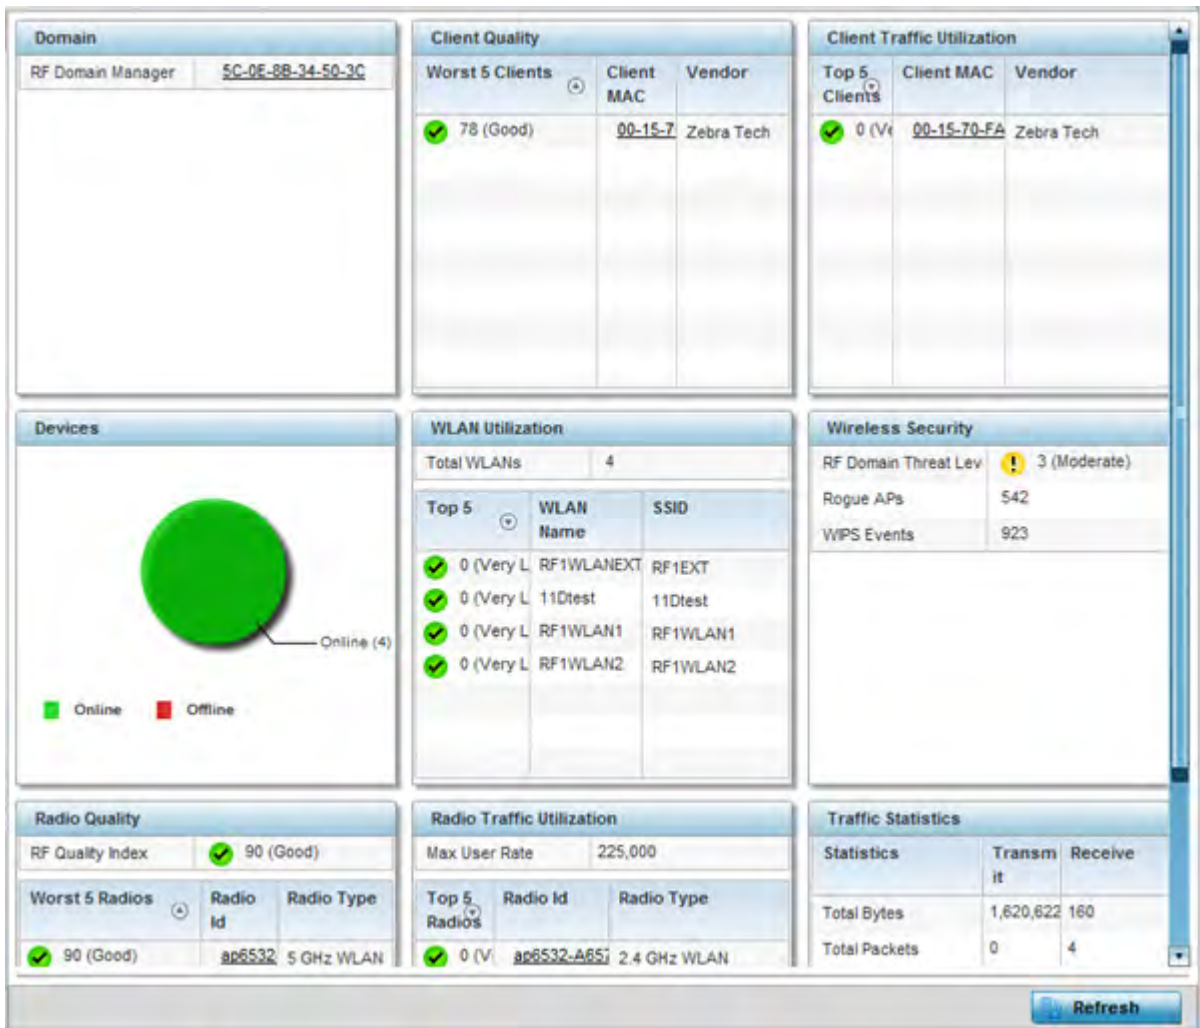 Domain
RF Domain Manager 5C-0E-8B-34-50-3C
Client Quality
Worst 5 Clients Client MAC Vendor
78 (Good) 00-15-7 Zebra Tech
Client Traffic Utilization
Top 5 Clients Client MAC Vendor
0 (Ve 00-15-70-FA Zebra Tech
Devices
Online (4)
Online Offline
WLAN Utilization
Total WLANs 4
Top 5 WLAN Name SSID
0 (Very L RF1WLANEXT RF1EXT
0 (Very L 11Dtest 11Dtest
0 (Very L RF1WLAN1 RF1WLAN1
0 (Very L RF1WLAN2 RF1WLAN2
Wireless Security
RF Domain Threat Lev 3 (Moderate)
Rogue APs 542
WIPS Events 923
Radio Quality
RF Quality Index 90 (Good)
Worst 5 Radios Radio Id Radio Type
90 (Good) ap6532 5 GHz WLAN
Radio Traffic Utilization
Max User Rate 225,000
Top 5 Radios Radio Id Radio Type
0 (V ap6532-A657 2.4 GHz WLAN
Traffic Statistics
Statistics Transmit Receive
Total Bytes 1,620,622 160
Total Packets 0 4
Refresh